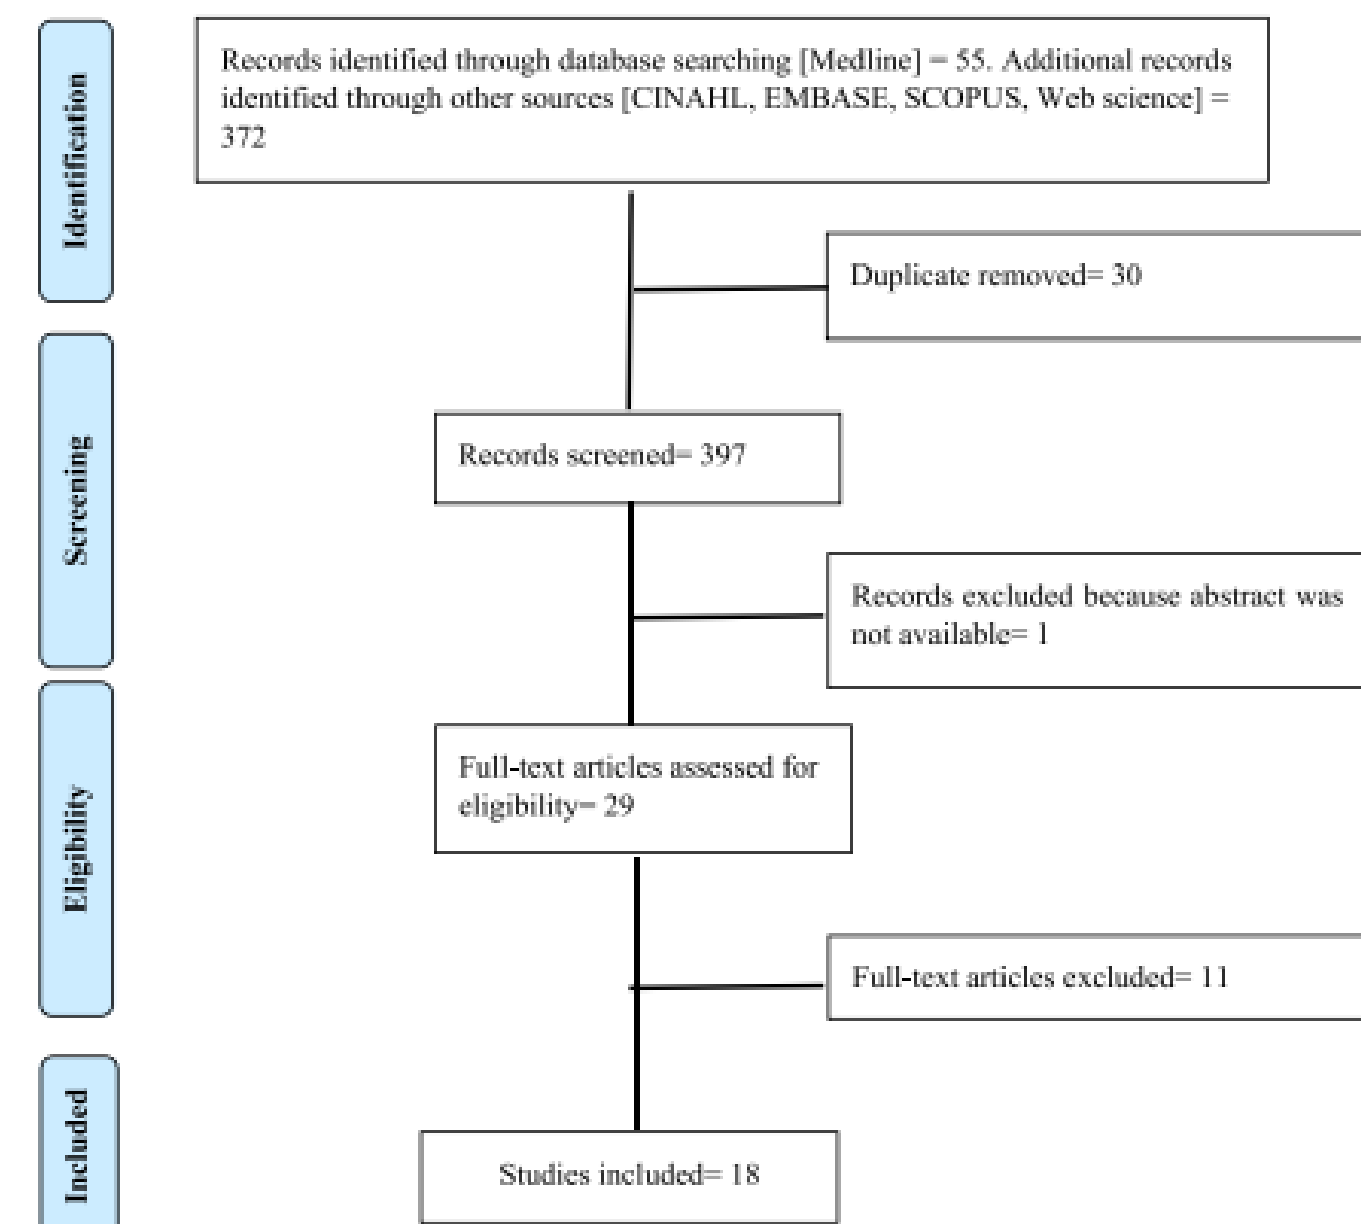 Identification
Records identified through database searching [Medline] = 55. Additional records
identified through other sources [CINAHL, EMBASE, SCOPUS, Web science] =
372
Duplicate removed= 30
Screening
Records screened= 397
Records excluded because abstract was
not available= 1
Eligibility
Full-text articles assessed for
eligibility= 29
Full-text articles excluded= 11
Included
Studies included= 18